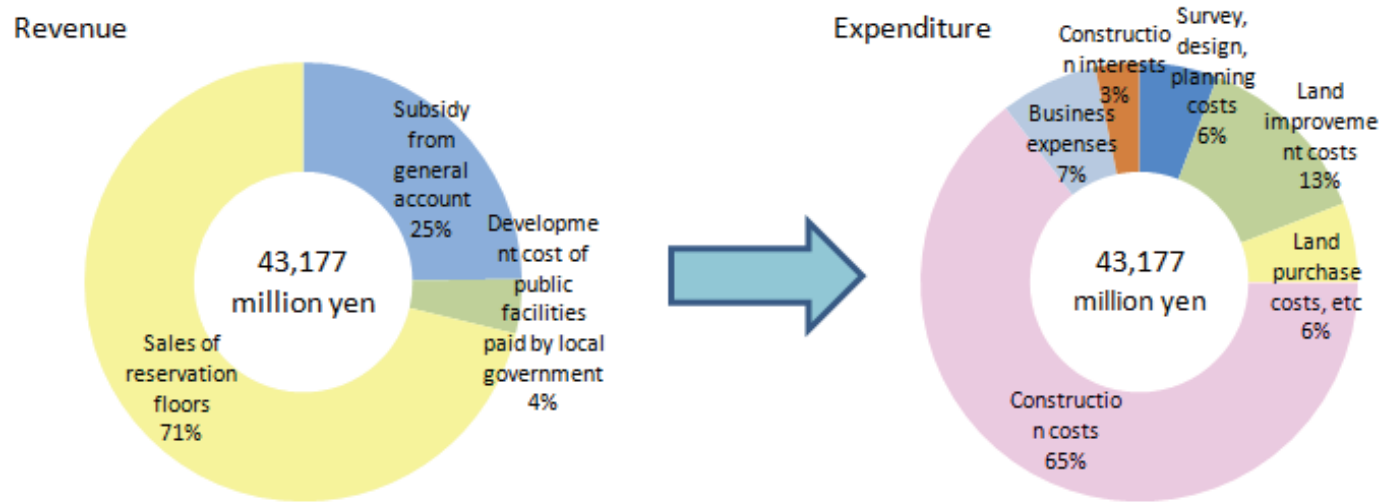 Revenue
Subsidy
from
general
account
25%
Developme
nt cost of
public
facilities
paid by local
government
4%
Sales of
reservation
floors
71%
43,177
million yen
Expenditure
Survey,
design,
planning
costs
6%
Land
improveme
nt costs
13%
Land
purchase
costs, etc
6%
Constructio
n costs
65%
Business
expenses
7%
Constructio
n interests
3%
43,177
million yen